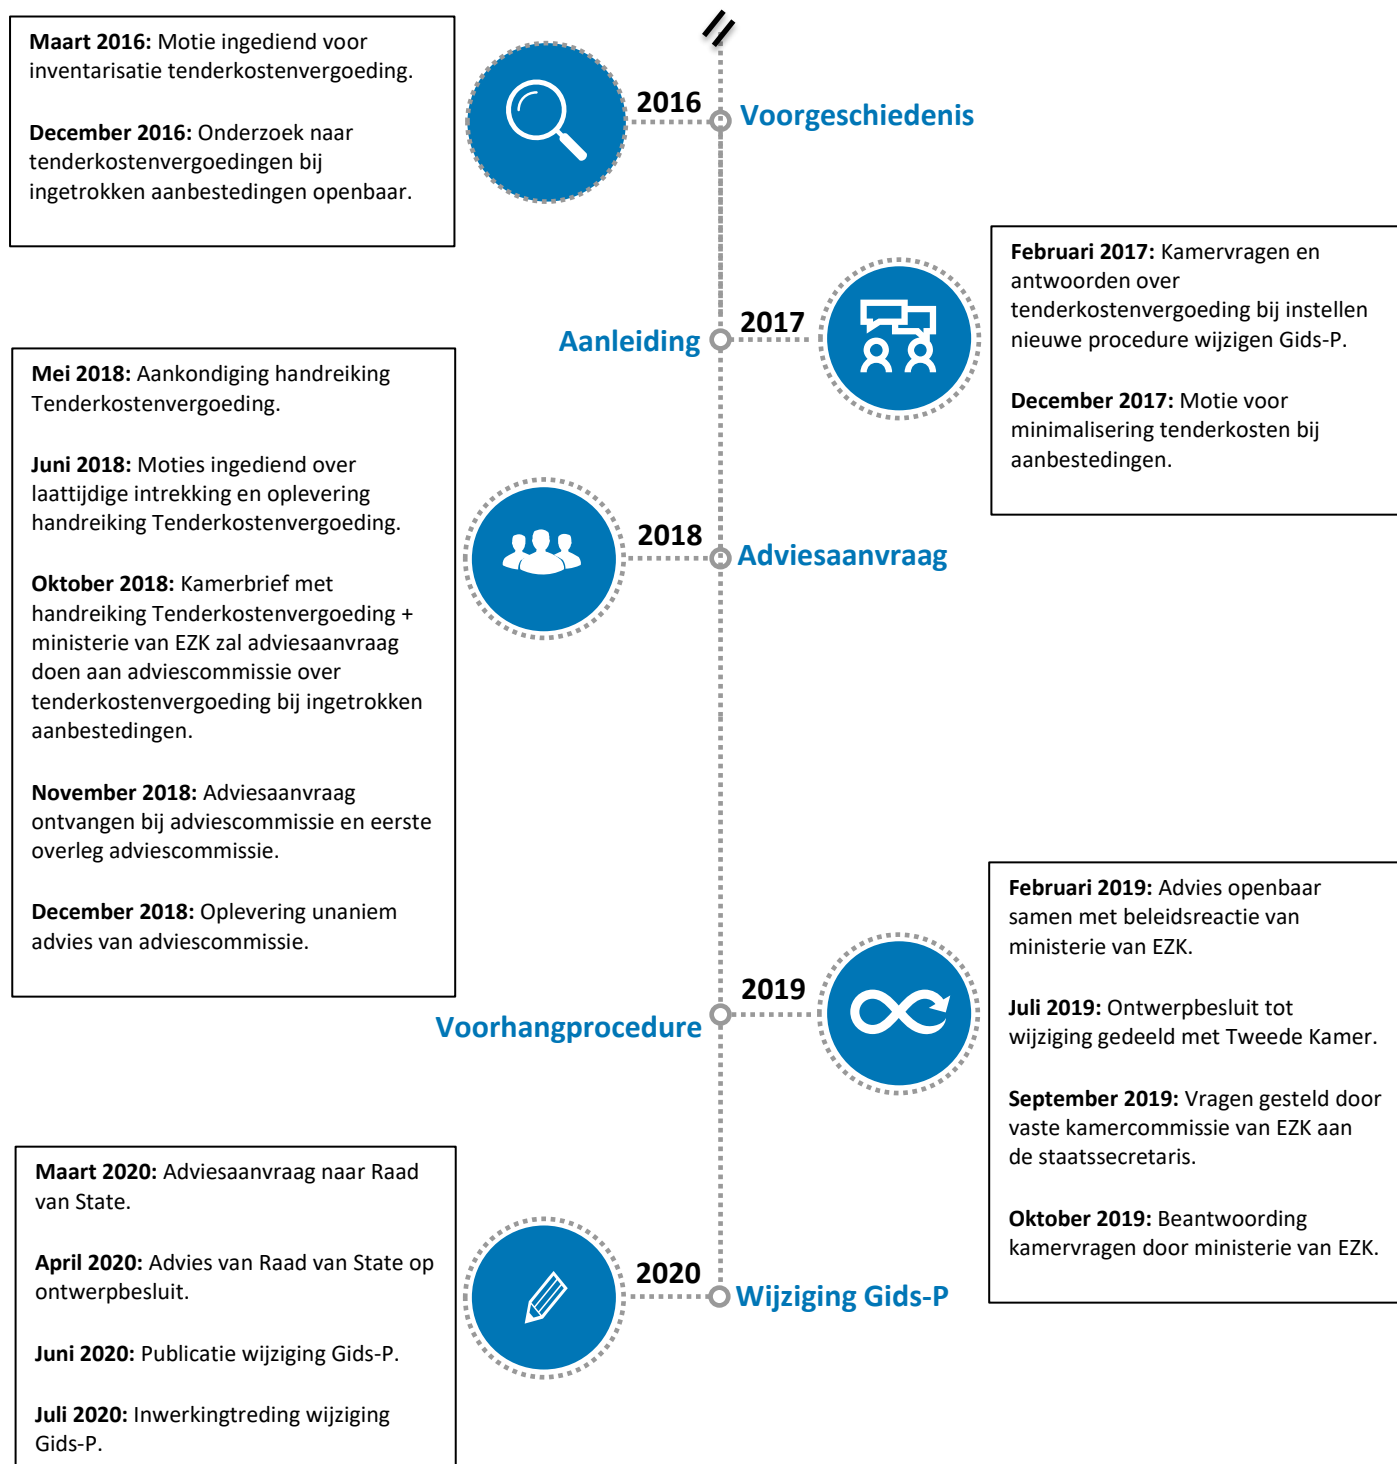 Maart 2016: Motie ingediend voor
inventarisatie tenderkostenvergoeding.
December 2016: Onderzoek naar
tenderkostenvergoedingen bij
ingetrokken aanbestedingen openbaar.
2016
Voorgeschiedenis
Februari 2017: Kamervragen en
antwoorden over
tenderkostenvergoeding bij instellen
nieuwe procedure wijzigen Gids-P.
December 2017: Motie voor
minimalisering tenderkosten bij
aanbestedingen.
2017
Aanleiding
Mei 2018: Aankondiging handreiking
Tenderkostenvergoeding.
Juni 2018: Moties ingediend over
laattijdige intrekking en oplevering
handreiking Tenderkostenvergoeding.
Oktober 2018: Kamerbrief met
handreiking Tenderkostenvergoeding +
ministerie van EZK zal adviesaanvraag
doen aan adviescommissie over
tenderkostenvergoeding bij ingetrokken
aanbestedingen.
November 2018: Adviesaanvraag
ontvangen bij adviescommissie en eerste
overleg adviescommissie.
December 2018: Oplevering unaniem
advies van adviescommissie.
2018
Adviesaanvraag
Februari 2019: Advies openbaar
samen met beleidsreactie van
ministerie van EZK.
Juli 2019: Ontwerpbesluit tot
wijziging gedeeld met Tweede Kamer.
September 2019: Vragen gesteld door
vaste kamercommissie van EZK aan
de staatssecretaris.
Oktober 2019: Beantwoording
kamervragen door ministerie van EZK.
2019
Voorhangprocedure
Maart 2020: Adviesaanvraag naar Raad
van State.
April 2020: Advies van Raad van State op
ontwerpbesluit.
Juni 2020: Publicatie wijziging Gids-P.
Juli 2020: Inwerkingtreding wijziging
Gids-P.
2020
Wijziging Gids-P